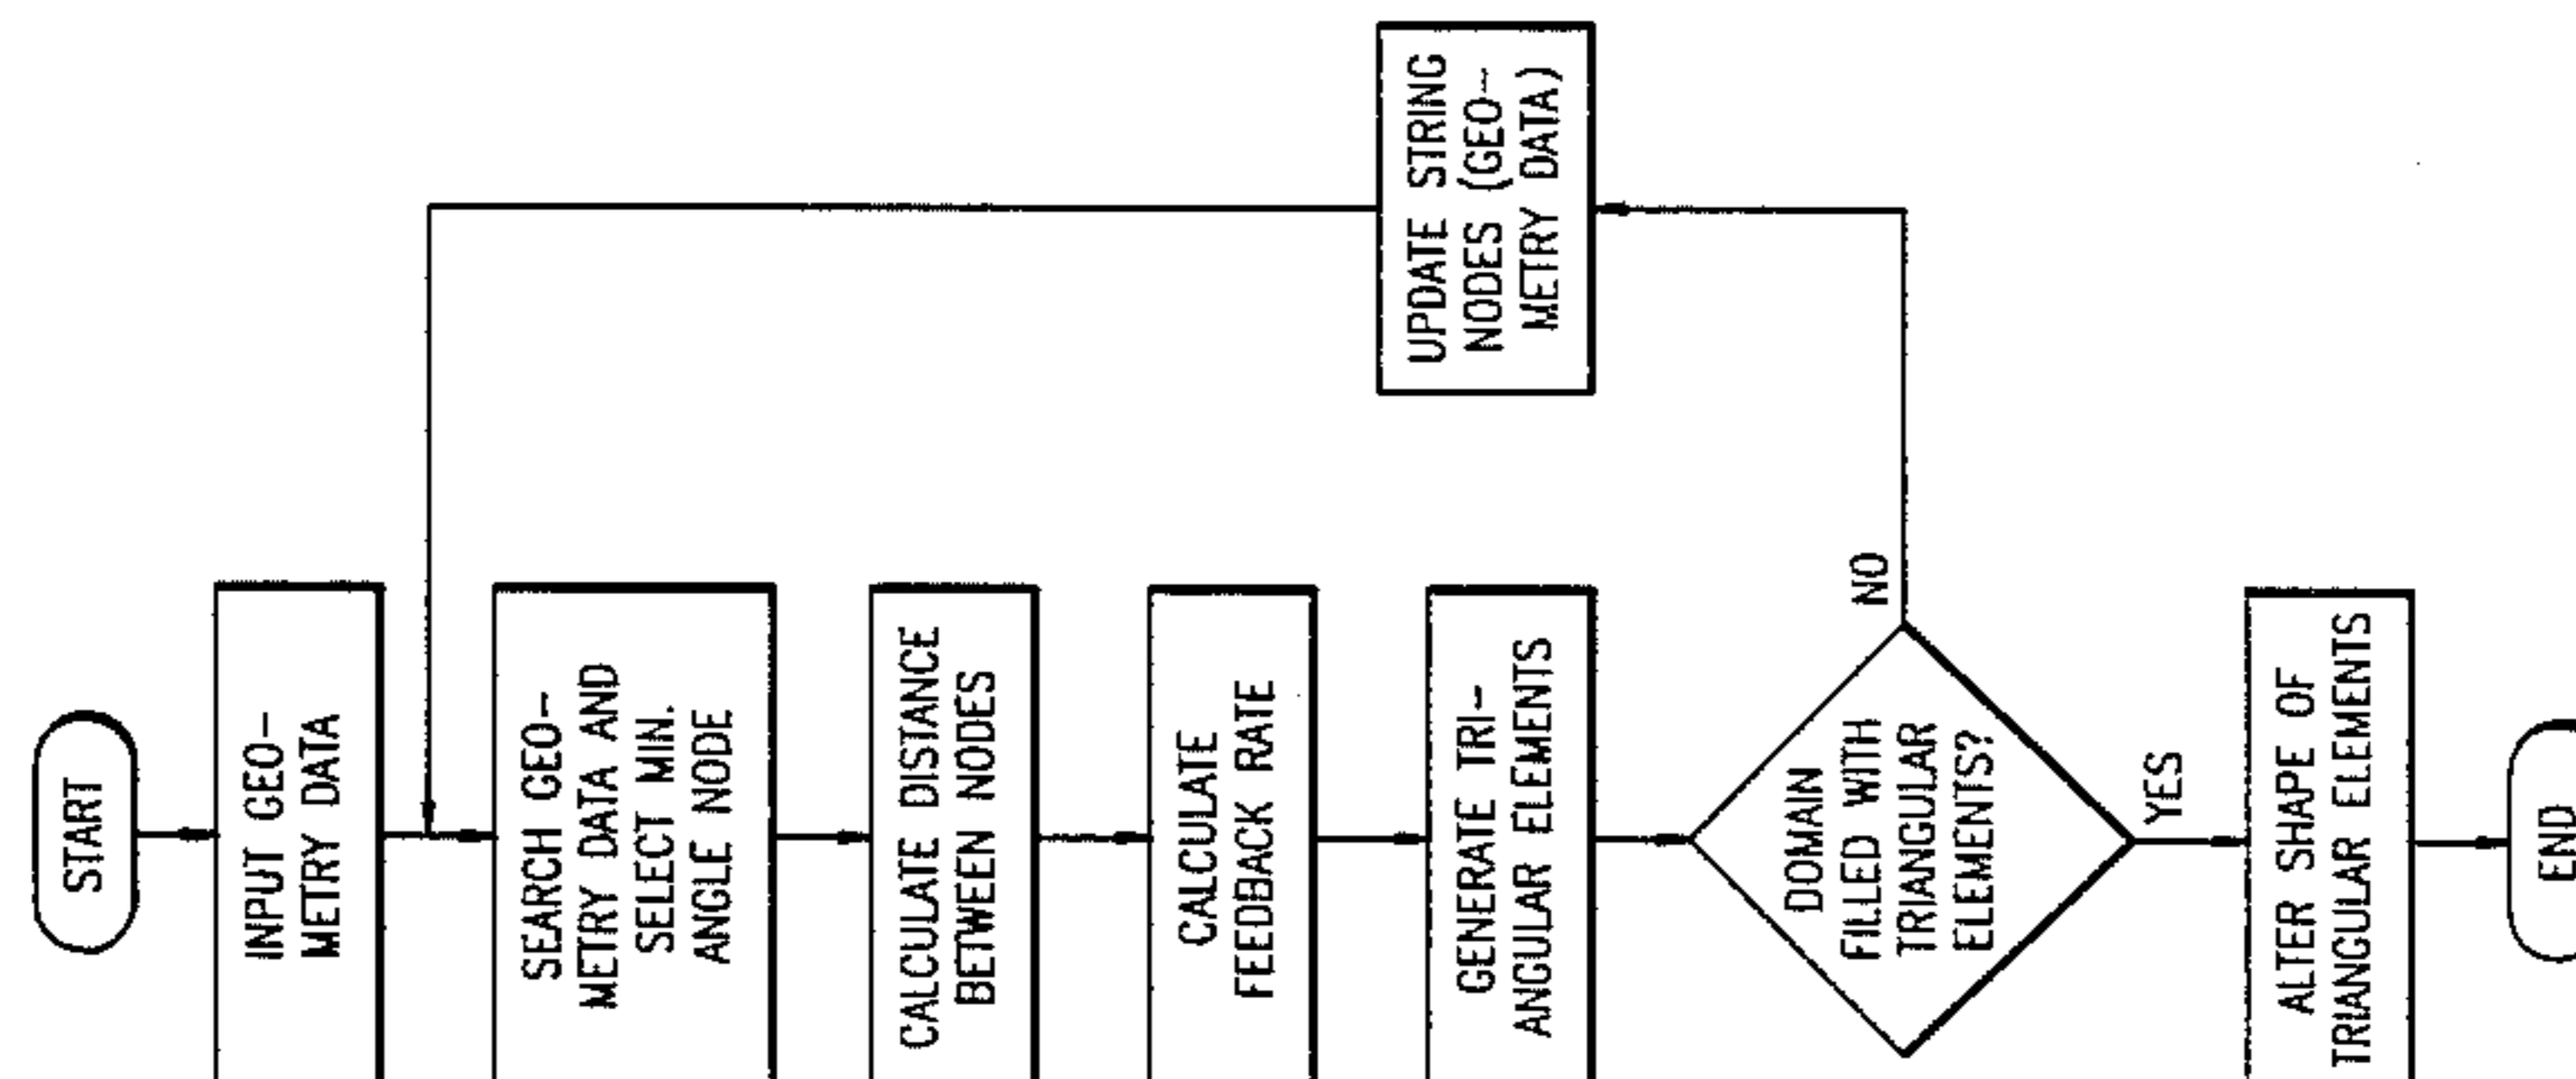 START
INPUT GEO-
METRY DATA
SEARCH GEO-
METRY DATA AND
SELECT MIN.
ANGLE NODE
CALCULATE DISTANCE
BETWEEN NODES
CALCULATE
FEEDBACK RATE
GENERATE TRI-
ANGULAR ELEMENTS
DOMAIN
FILLED WITH
TRIANGULAR
ELEMENTS?
NO
UPDATE STRING
NODES (GEO-
METRY DATA)
YES
ALTER SHAPE OF
TRIANGULAR ELEMENTS
END